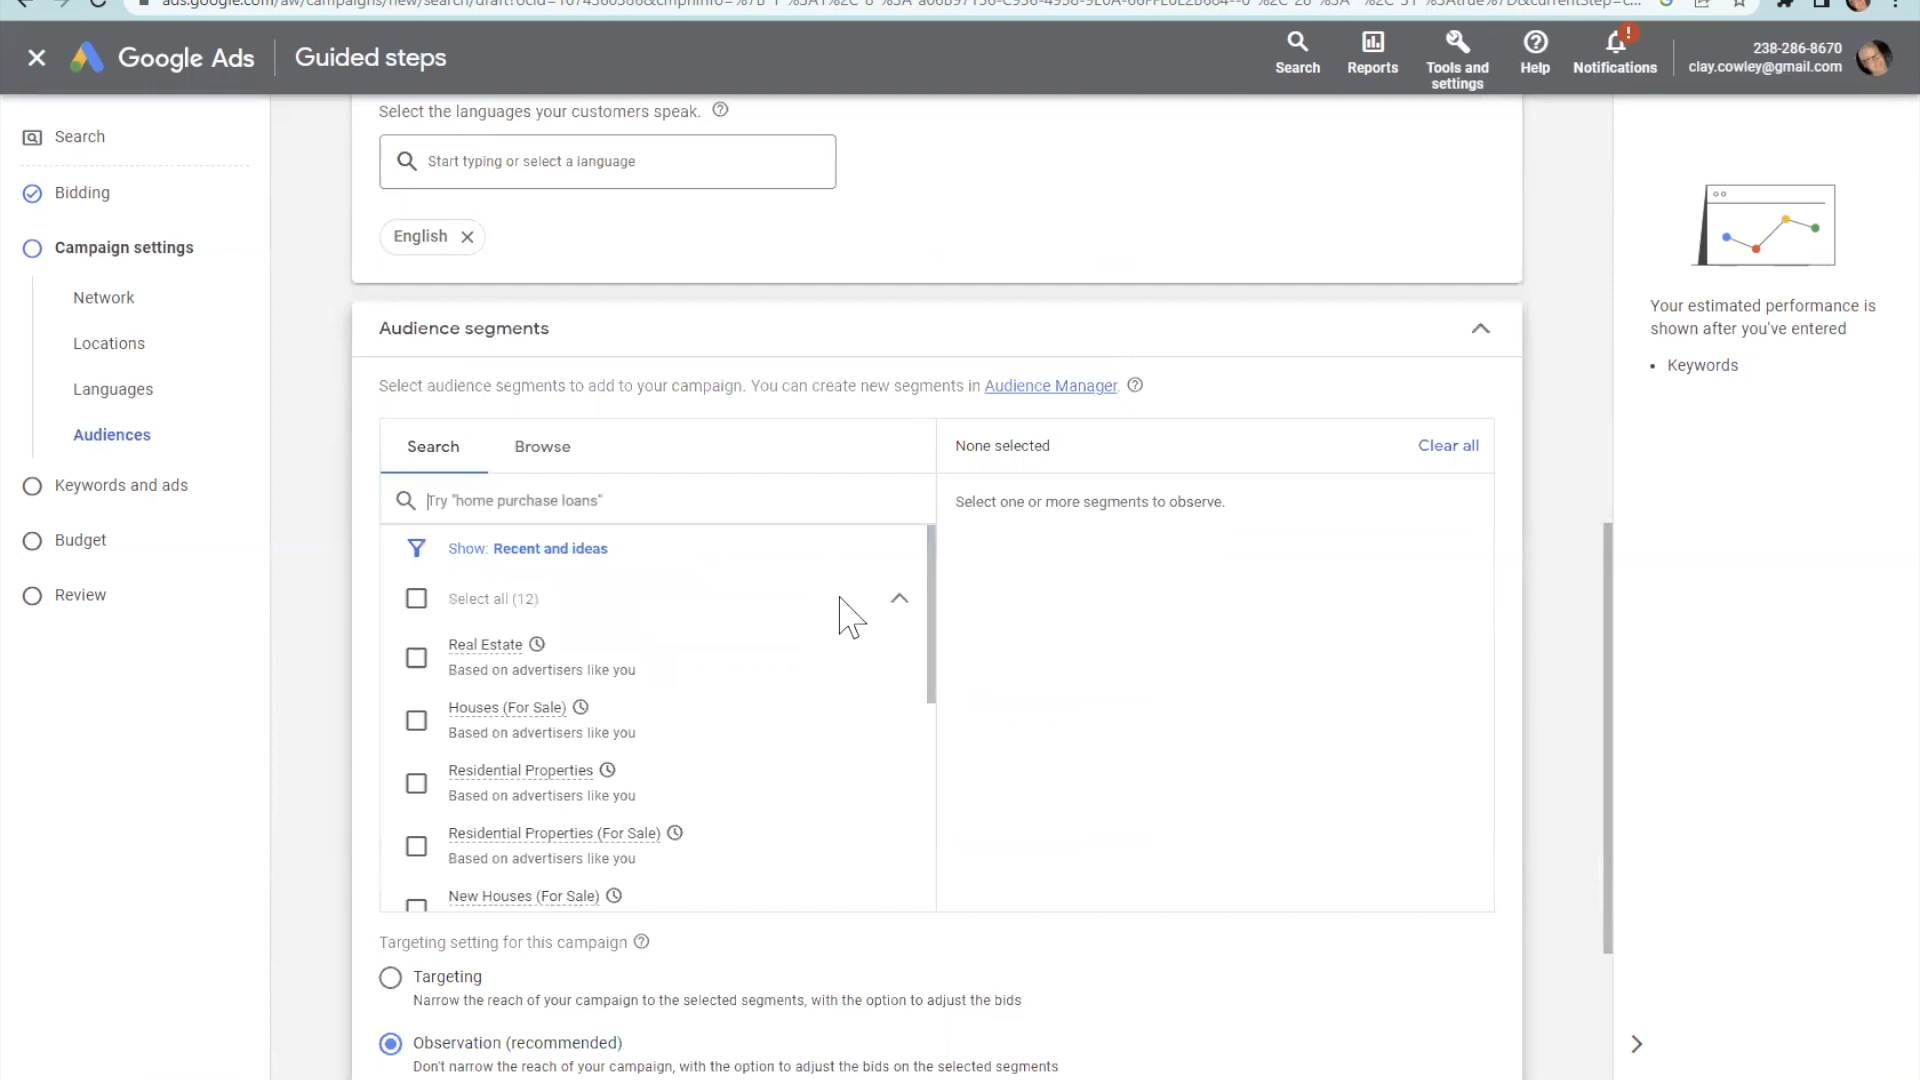 Google Ads
Guided steps
Search
Reports
Tools and
settings
Help
!
Notifications
238-286-8670
clay.cowley@gmail.com
Search
Bidding
Campaign settings
Network
Locations
Languages
Audiences
Keywords and ads
Budget
Review
Select the languages your customers speak.
Start typing or select a language
English
Audience segments
Select audience segments to add to your campaign. You can create new segments in Audience Manager.
Search
Browse
Try "home purchase loans"
Show: Recent and ideas
Select all (12)
Real Estate
Based on advertisers like you
Houses (For Sale)
Based on advertisers like you
Residential Properties
Based on advertisers like you
Residential Properties (For Sale)
Based on advertisers like you
New Houses (For Sale)
None selected
Clear all
Select one or more segments to observe.
Targeting setting for this campaign
Targeting
Narrow the reach of your campaign to the selected segments, with the option to adjust the bids
Observation (recommended)
Don't narrow the reach of your campaign, with the option to adjust the bids on the selected segments
Your estimated performance is
shown after you've entered
• Keywords